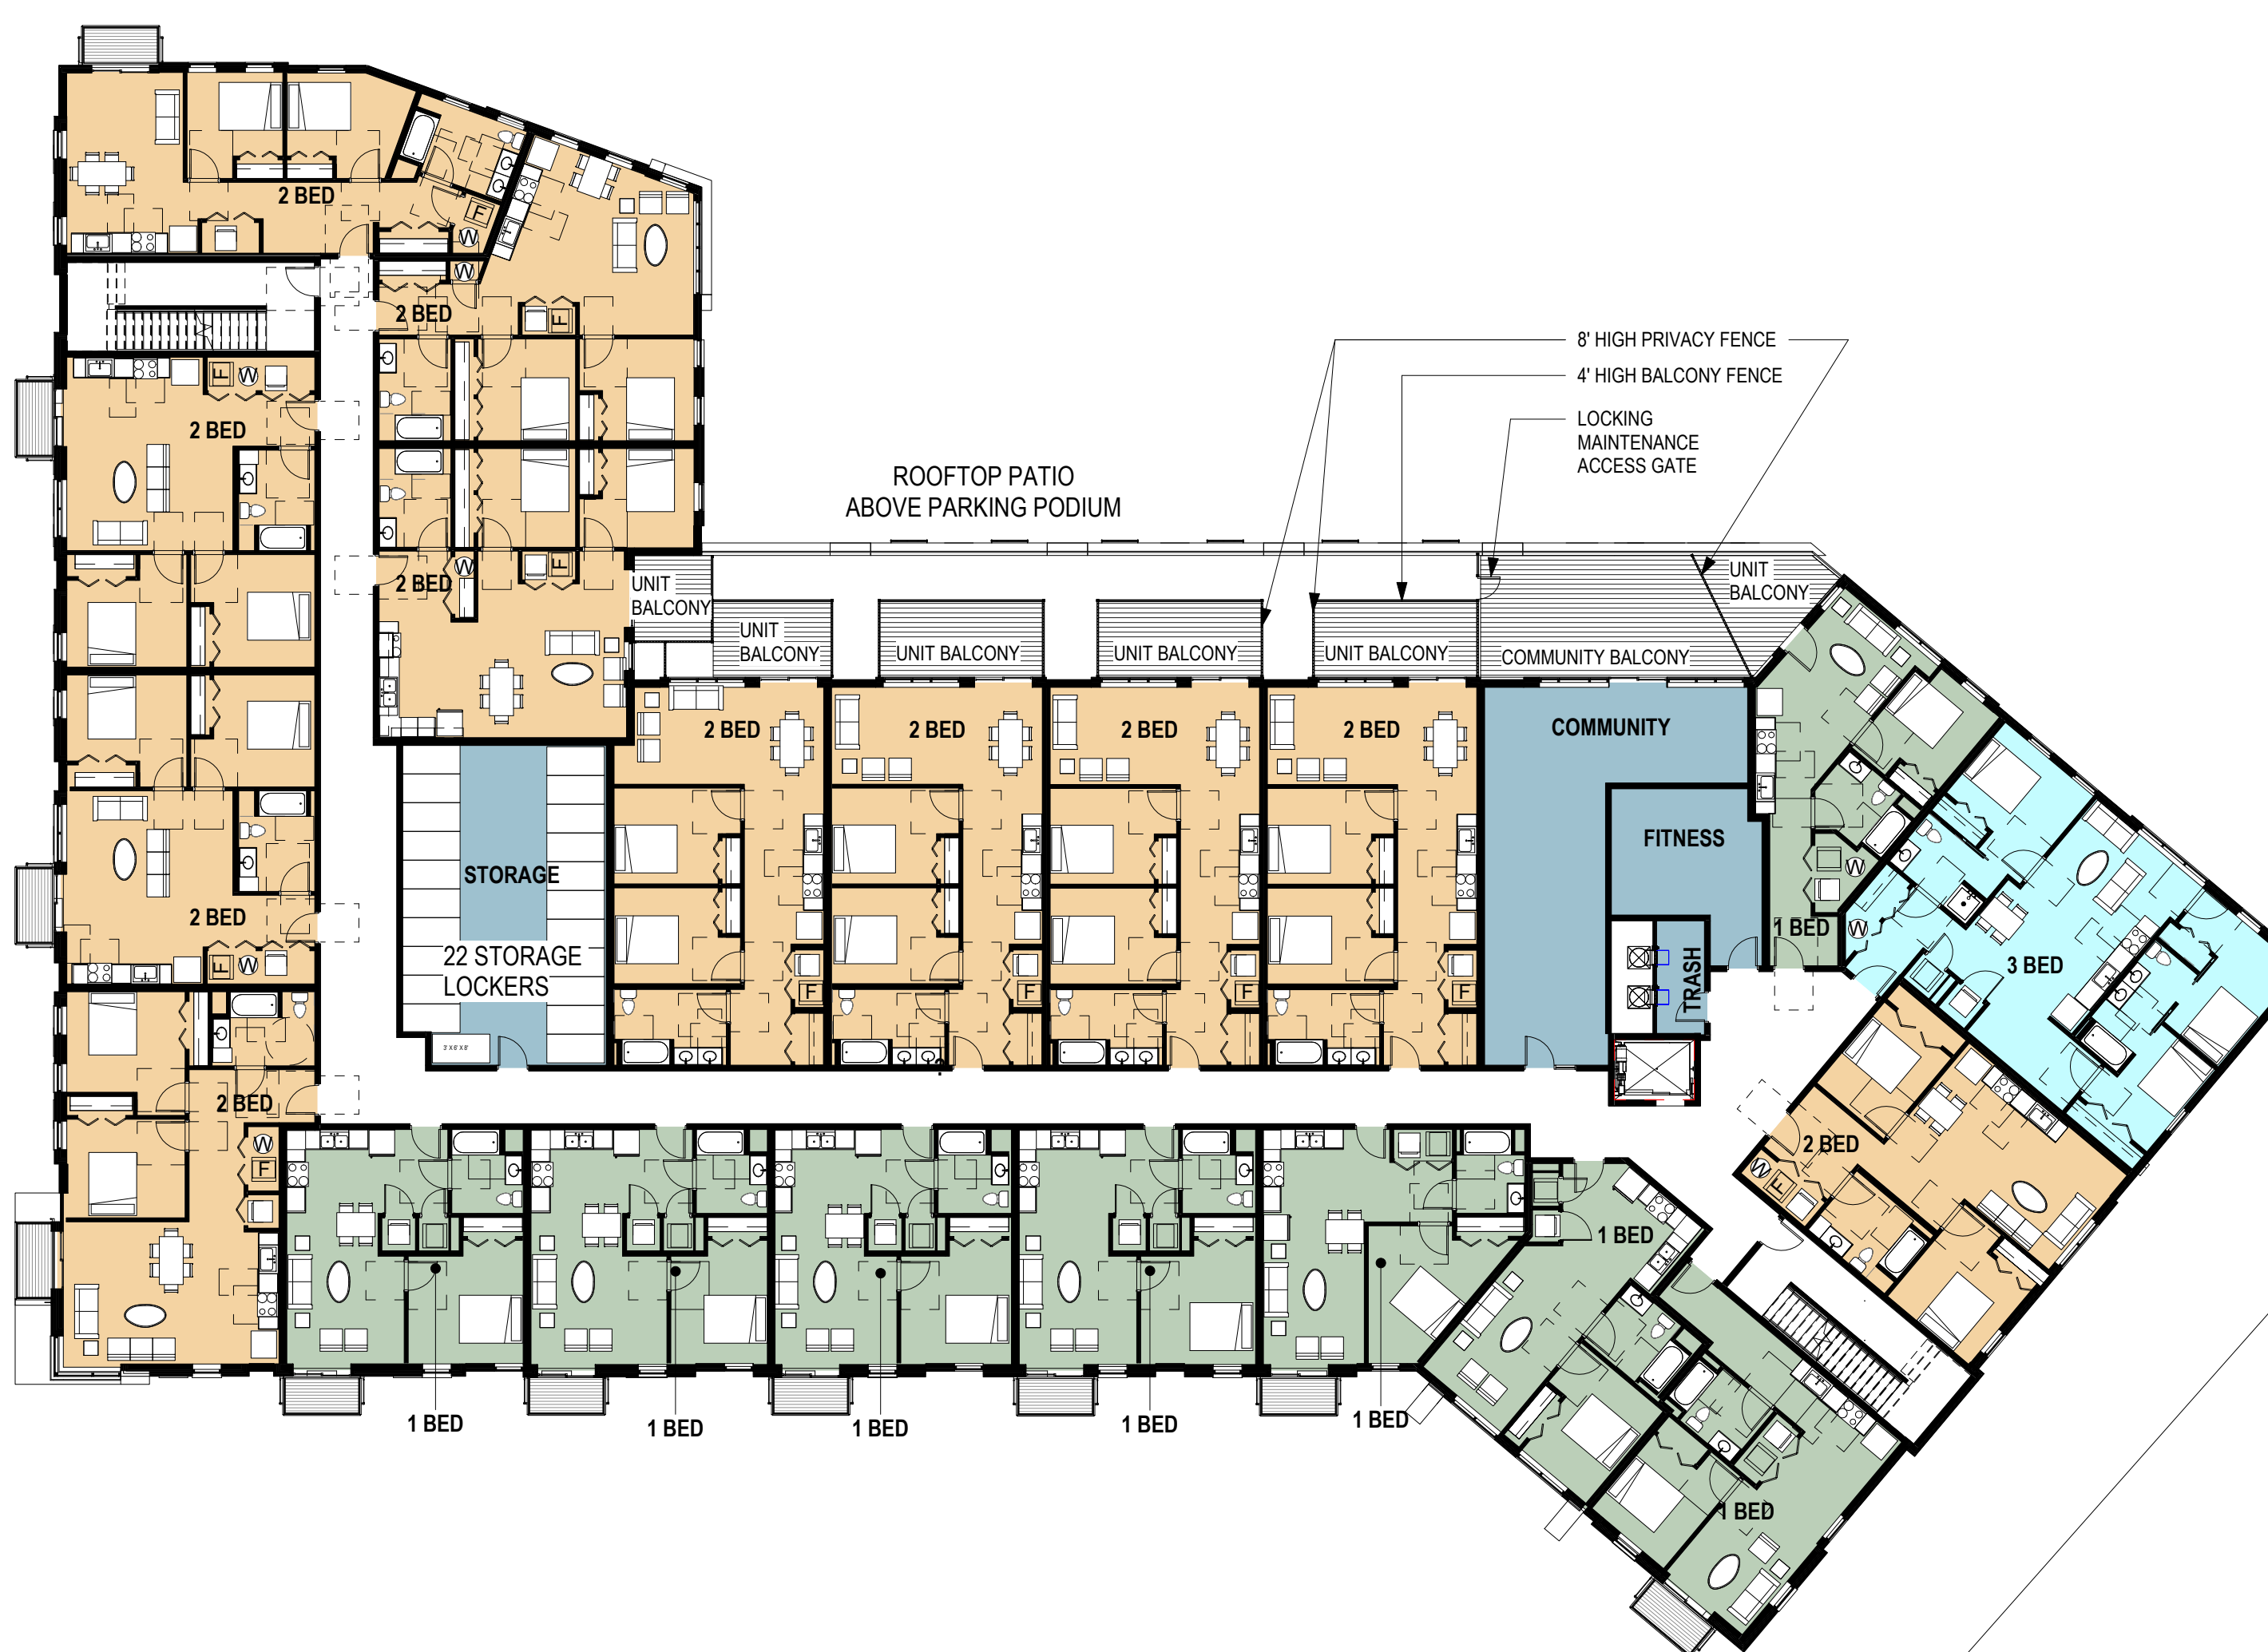 2 BED
F
W
W
2 BED
F
8' HIGH PRIVACY FENCE
4' HIGH BALCONY FENCE
LOCKING
MAINTENANCE
ACCESS GATE
F
W
2 BED
ROOFTOP PATIO
ABOVE PARKING PODIUM
2 BED
W
F
UNIT
BALCONY
UNIT
BALCONY
UNIT BALCONY
UNIT BALCONY
UNIT BALCONY
COMMUNITY BALCONY
UNIT
BALCONY
2 BED
2 BED
2 BED
2 BED
COMMUNITY
FITNESS
STORAGE
22 STORAGE
LOCKERS
3' X 6' X 8'
2 BED
F
W
F
F
F
F
TRASH
W
1 BED
W
3 BED
2 BED
W
F
2 BED
W
F
1 BED
1 BED
1 BED
1 BED
1 BED
1 BED
1 BED